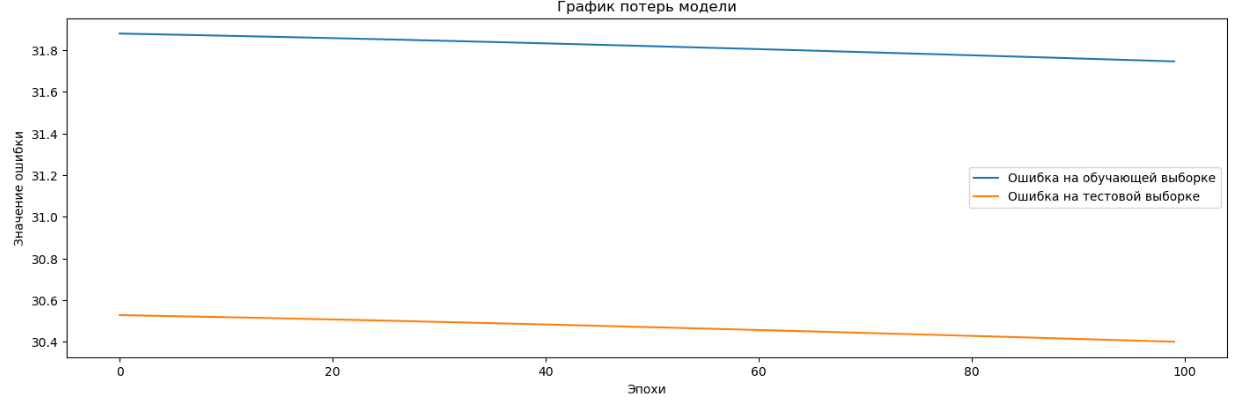 График потерь модели
31.8
31.6
31.4
31.2
31.0
30.8
30.6
30.4
Значение ошибки
Ошибка на обучающей выборке
Ошибка на тестовой выборке
0 20 40 60 80 100
Эпохи